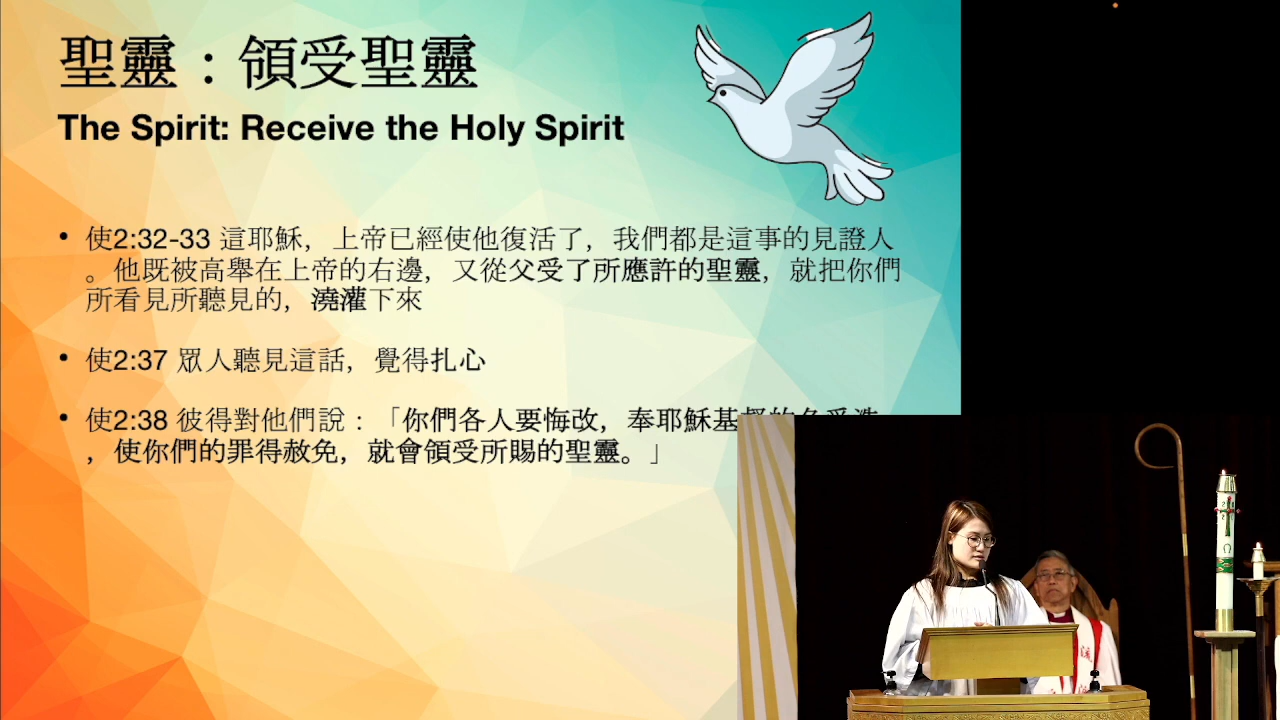 聖靈：領受聖靈
The Spirit: Receive the Holy Spirit
• 使2:32-33 這耶穌，上帝已經使他復活了，我們都是這事的見證人
。他既被高舉在上帝的右邊，又從父受了所應許的聖靈，就把你們
所看見所聽見的，澆灌下來
• 使2:37 眾人聽見這話，覺得扎心
• 使2:38 彼得對他們說：「你們各人要悔改，奉耶穌基
，使你們的罪得赦免，就會領受所賜的聖靈。」